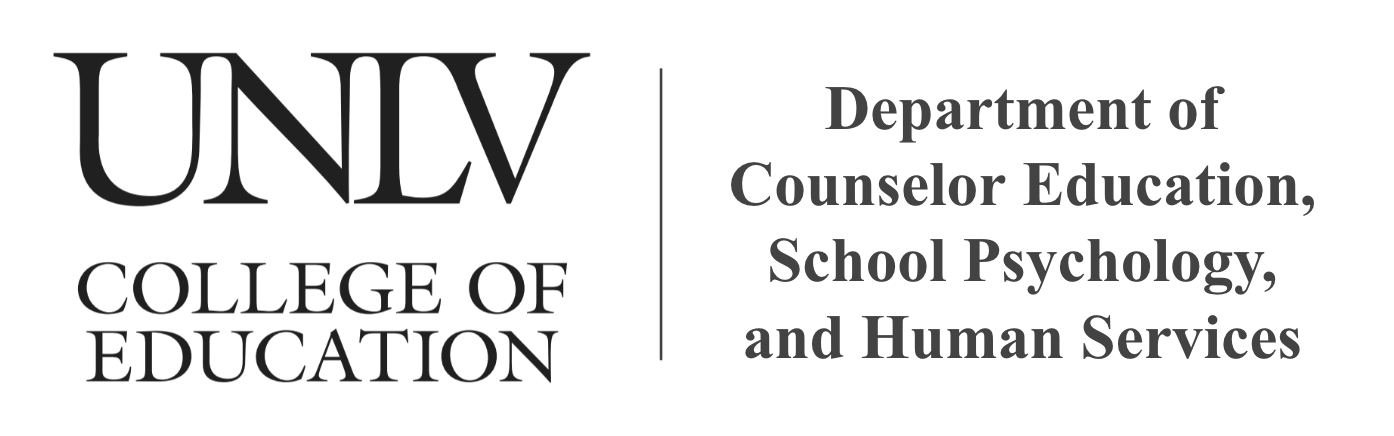 UNLV
COLLEGE OF
EDUCATION
Department of
Counselor Education,
School Psychology,
and Human Services